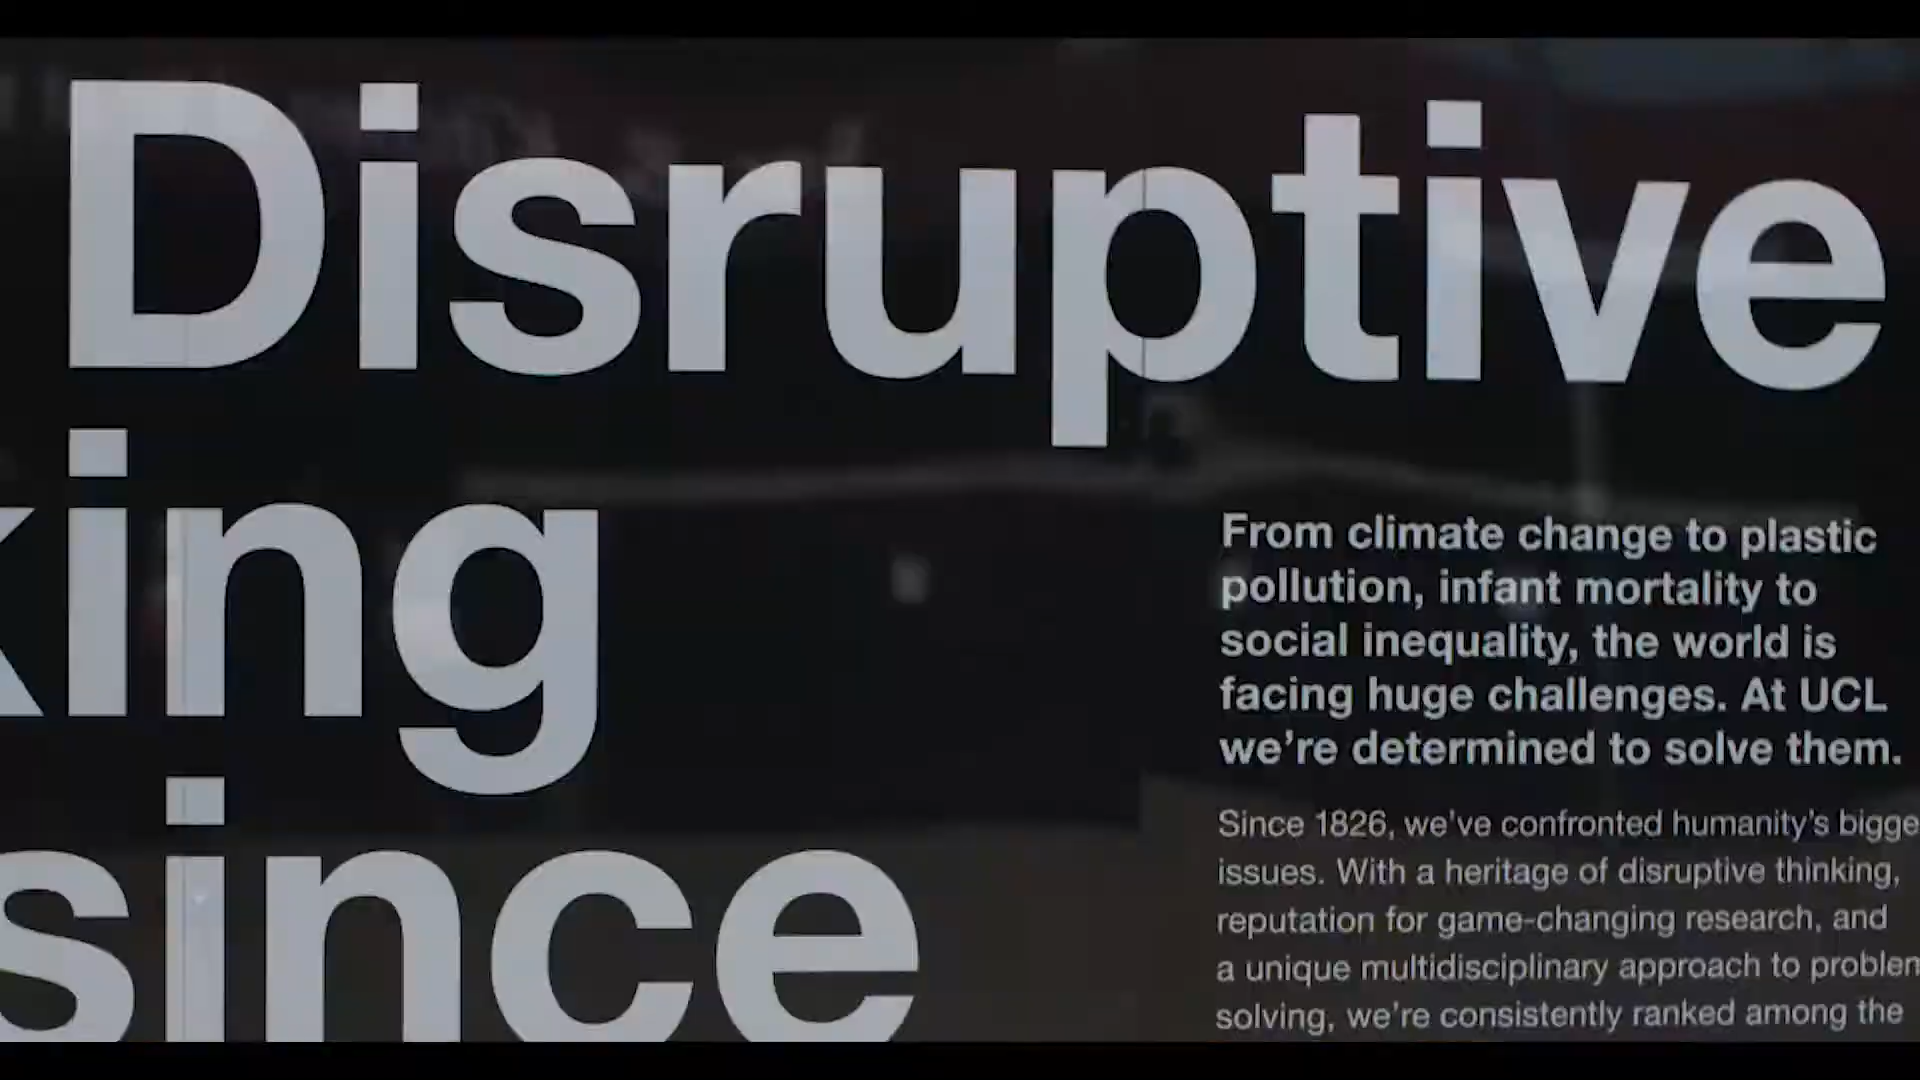 Disruptive
king
since
From climate change to plastic
pollution, infant mortality to
social inequality, the world is
facing huge challenges. At UCL
we’re determined to solve them.
Since 1826, we’ve confronted humanity’s bigge
issues. With a heritage of disruptive thinking,
reputation for game-changing research, and
a unique multidisciplinary approach to problem
solving, we’re consistently ranked among the